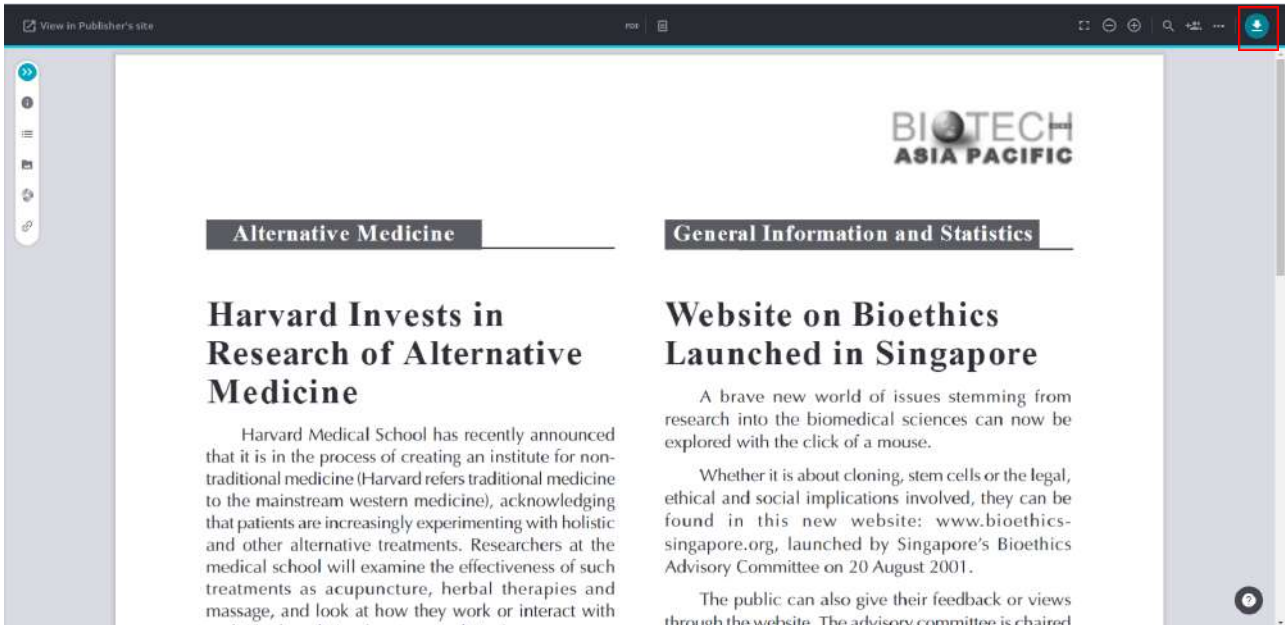 View in Publisher's site
PDF
BIOTECH
ASIA PACIFIC
Alternative Medicine
Harvard Invests in
Research of Alternative
Medicine
Harvard Medical School has recently announced
that it is in the process of creating an institute for non-
traditional medicine (Harvard refers traditional medicine
to the mainstream western medicine), acknowledging
that patients are increasingly experimenting with holistic
and other alternative treatments. Researchers at the
medical school will examine the effectiveness of such
treatments as acupuncture, herbal therapies and
massage, and look at how they work or interact with
General Information and Statistics
Website on Bioethics
Launched in Singapore
A brave new world of issues stemming from
research into the biomedical sciences can now be
explored with the click of a mouse.
Whether it is about cloning, stem cells or the legal,
ethical and social implications involved, they can be
found in this new website: www.bioethics-
singapore.org, launched by Singapore's Bioethics
Advisory Committee on 20 August 2001.
The public can also give their feedback or views
through the website. The advisory committee is chaired